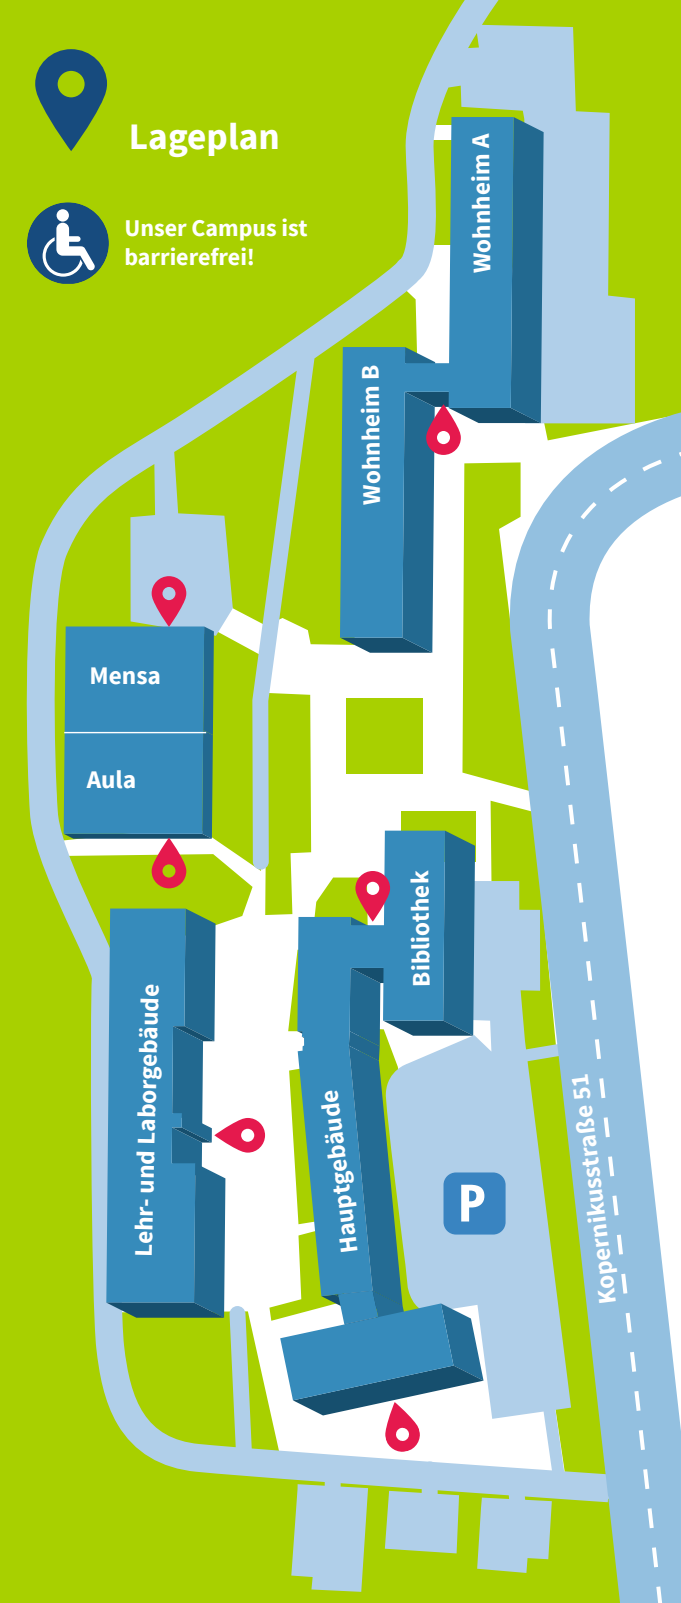 Lageplan
Unser Campus ist
barrierefrei!
Wohnheim A
Wohnheim B
Mensa
Aula
Bibliothek
Lehr- und Laborgebäude
Hauptgebäude
P
Kopernikusstraße 51